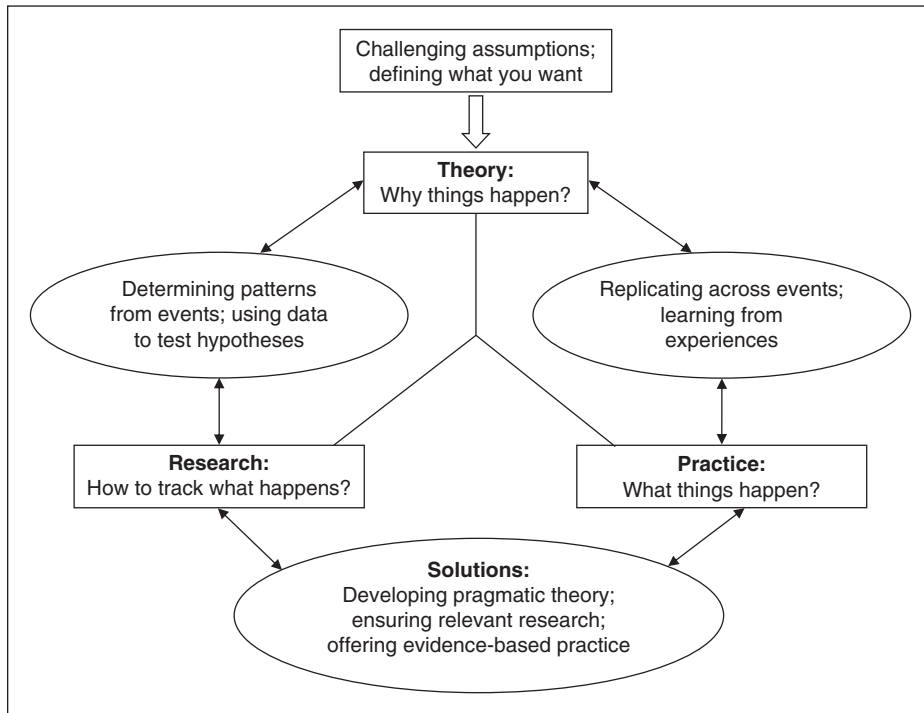 Challenging assumptions;
defining what you want
Theory:
Why things happen?
Determining patterns
from events; using data
to test hypotheses
Replicating across events;
learning from
experiences
Research:
How to track what happens?
Practice:
What things happen?
Solutions:
Developing pragmatic theory;
ensuring relevant research;
offering evidence-based practice